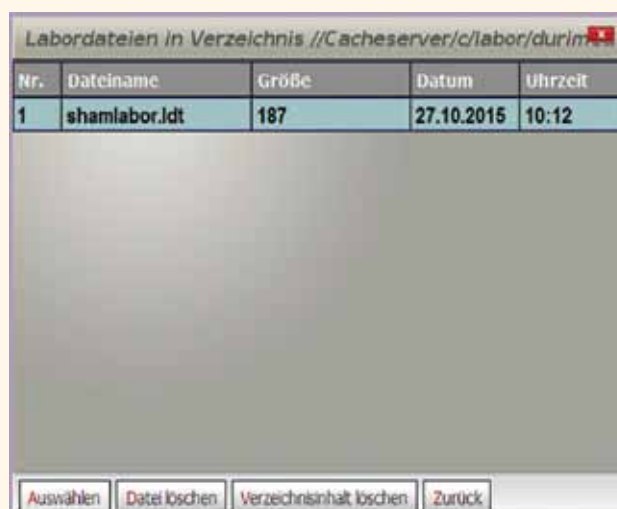 Labordateien in Verzeichnis //Cacheserver/c/labor/
Nr. Dateiname Größe Datum Uhrzeit
1 shamlabor.ldt 187 27.10.2015 10:12
Auswählen Datei löschen Verzeichnisinhalt löschen Zurück